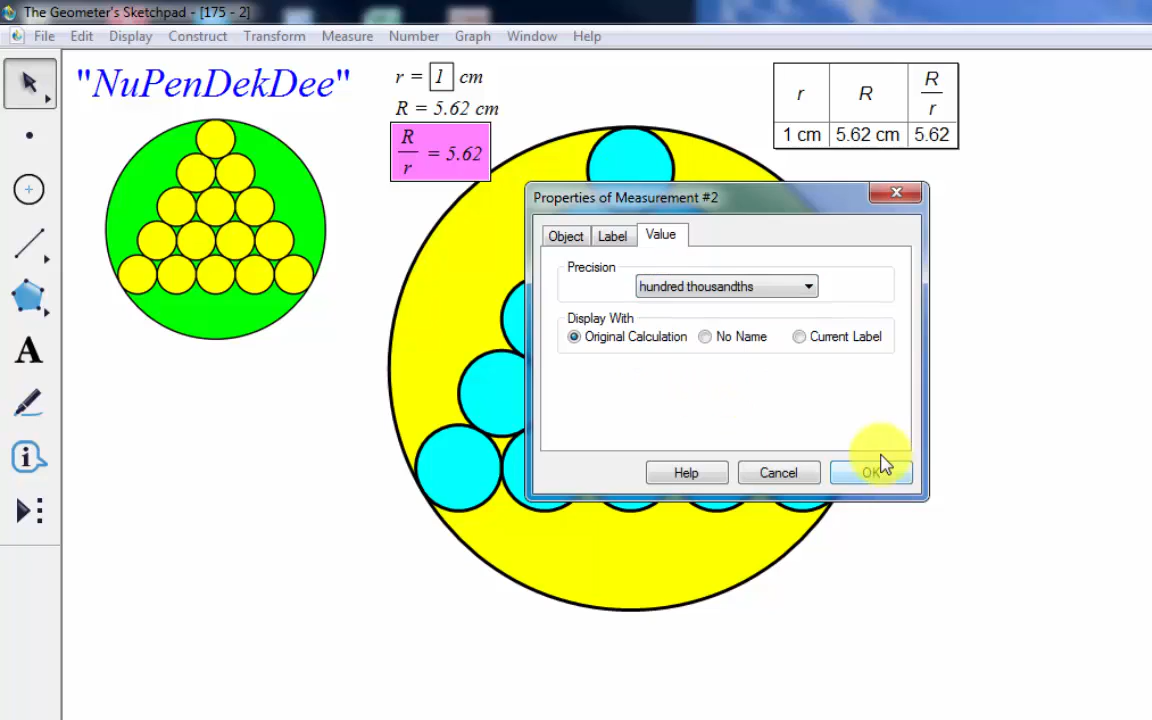 The Geometer's Sketchpad - [175 - 2]
File Edit Display Construct Transform Measure Number Graph Window Help
"NuPenDekDee"
r = 1 cm
R = 5.62 cm
R/r = 5.62
r R R/r
1 cm 5.62 cm 5.62
Properties of Measurement #2
Object Label Value
Precision
hundred thousandths
Display With
Original Calculation No Name Current Label
Help Cancel OK
A
i